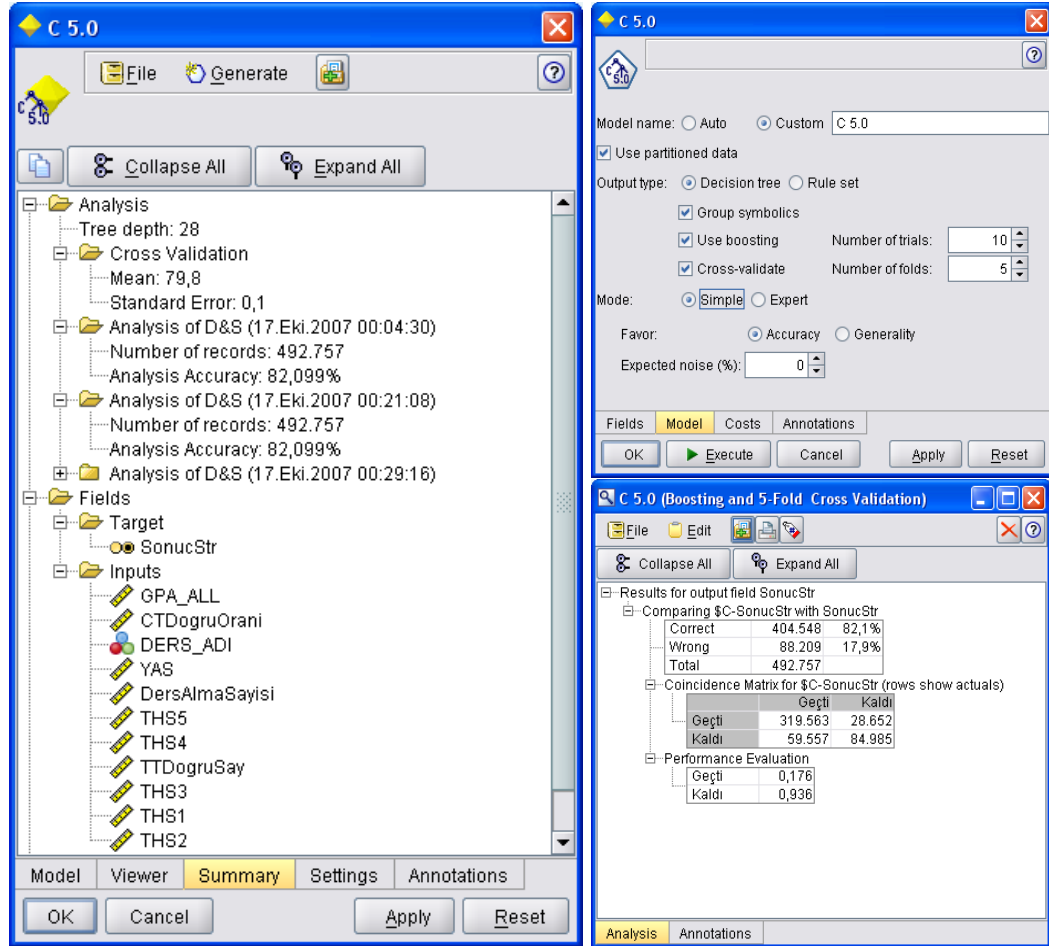 C 5.0
File Generate
C 5.0
Collapse All Expand All
Analysis
Tree depth: 28
Cross Validation
Mean: 79,8
Standard Error: 0,1
Analysis of D&S (17.Eki.2007 00:04:30)
Number of records: 492.757
Analysis Accuracy: 82,099%
Analysis of D&S (17.Eki.2007 00:21:08)
Number of records: 492.757
Analysis Accuracy: 82,099%
Analysis of D&S (17.Eki.2007 00:29:16)
Fields
Target
SonucStr
Inputs
GPA_ALL
CTDogruOrani
DERS_ADI
YAS
DersAlmaSayisi
THS5
THS4
TTDogruSay
THS3
THS1
THS2
Model Viewer Summary Settings Annotations
OK Cancel Apply Reset
C 5.0
C 5.0
Model name: Auto Custom C 5.0
Use partitioned data
Output type: Decision tree Rule set
Group symbolics
Use boosting Number of trials: 10
Cross-validate Number of folds: 5
Mode: Simple Expert
Favor: Accuracy Generality
Expected noise (%): 0
Fields Model Costs Annotations
OK Execute Cancel Apply Reset
C 5.0 (Boosting and 5-Fold Cross Validation)
File Edit
Collapse All Expand All
Results for output field SonucStr
Comparing $C-SonucStr with SonucStr
Correct 404.548 82,1%
Wrong 88.209 17,9%
Total 492.757
Coincidence Matrix for $C-SonucStr (rows show actuals)
Geçti Kaldı
Geçti 319.563 28.652
Kaldı 59.557 84.985
Performance Evaluation
Geçti 0,176
Kaldı 0,936
Analysis Annotations